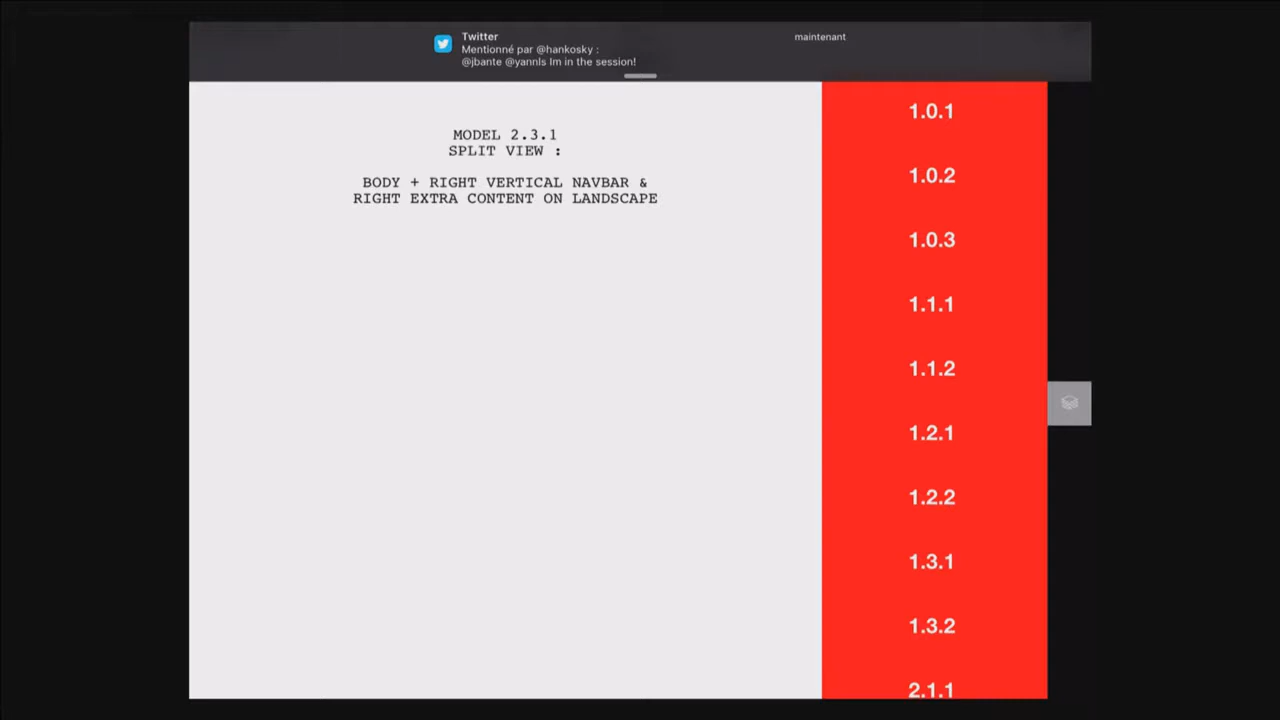 Twitter
maintenant
Mentionné par @hankosky :
@jbante @yannls Im in the session!
MODEL 2.3.1
SPLIT VIEW :
BODY + RIGHT VERTICAL NAVBAR &
RIGHT EXTRA CONTENT ON LANDSCAPE
1.0.1
1.0.2
1.0.3
1.1.1
1.1.2
1.2.1
1.2.2
1.3.1
1.3.2
2.1.1